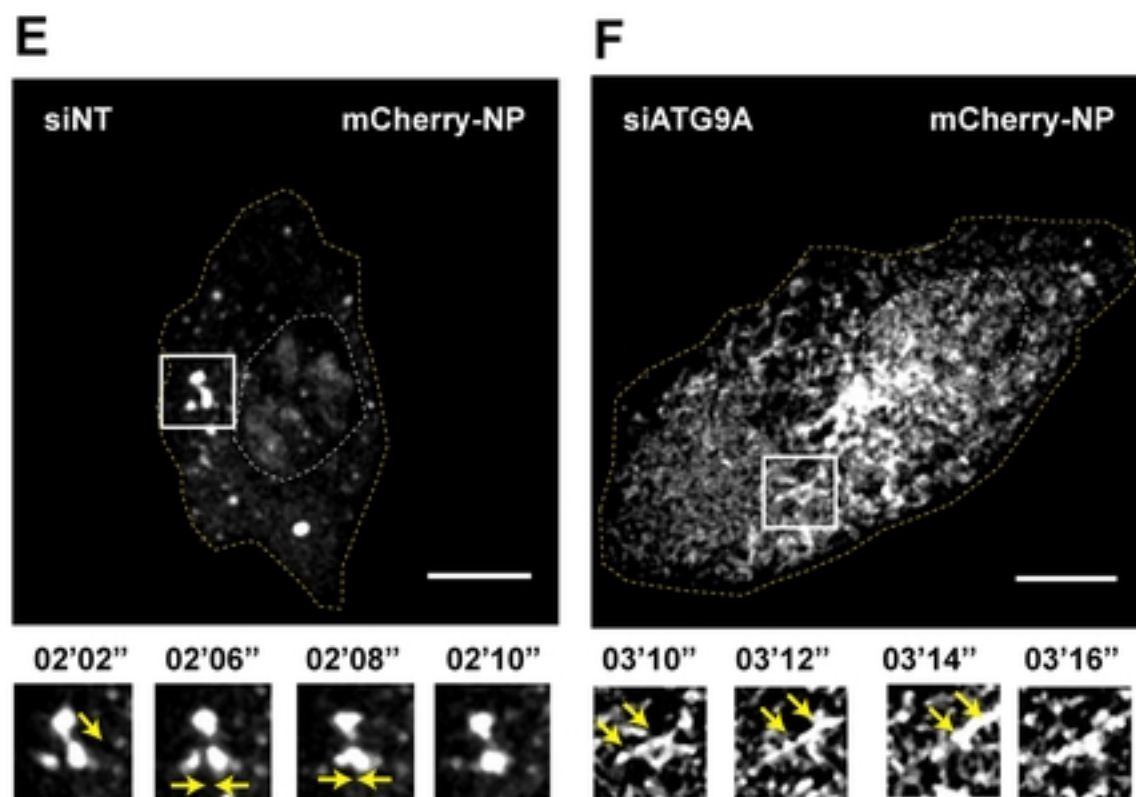 E
siNT mCherry-NP
02'02” 02'06” 02'08” 02'10”
F
siATG9A mCherry-NP
03'10” 03'12” 03'14” 03'16”